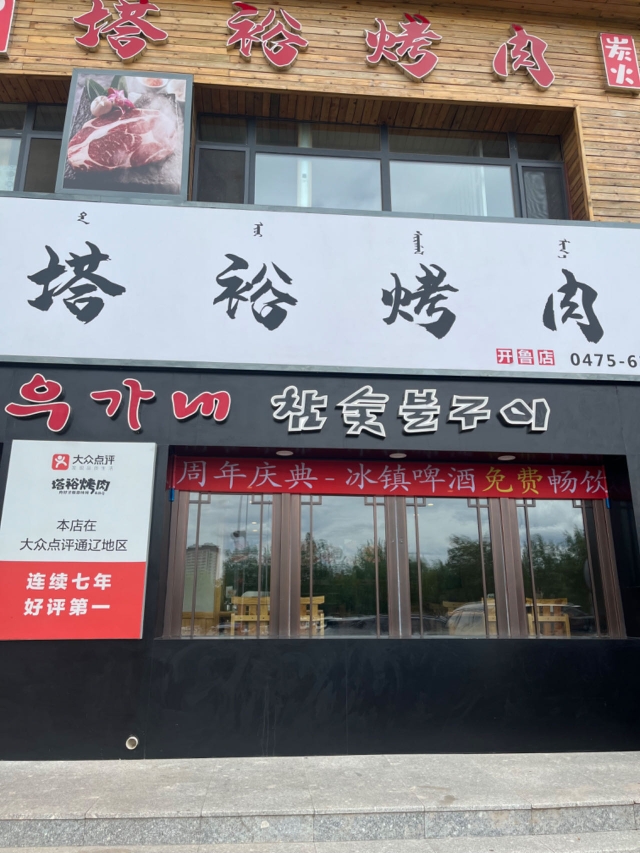 塔裕烤肉 炭火
塔裕烤肉
开鲁店 0475-6
우가내 참숯불구이
大众点评
塔裕烤肉
本店在
大众点评通辽地区
连续七年
好评第一
周年庆典-冰镇啤酒免费畅饮